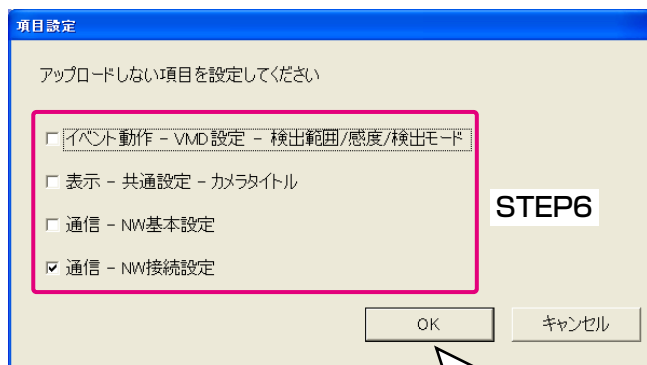 項目設定
アップロードしない項目を設定してください
イベント動作 - VMD設定 - 検出範囲/感度/検出モード
表示 - 共通設定 - カメラタイトル
STEP6
通信 - NW基本設定
通信 - NW接続設定
OK キャンセル